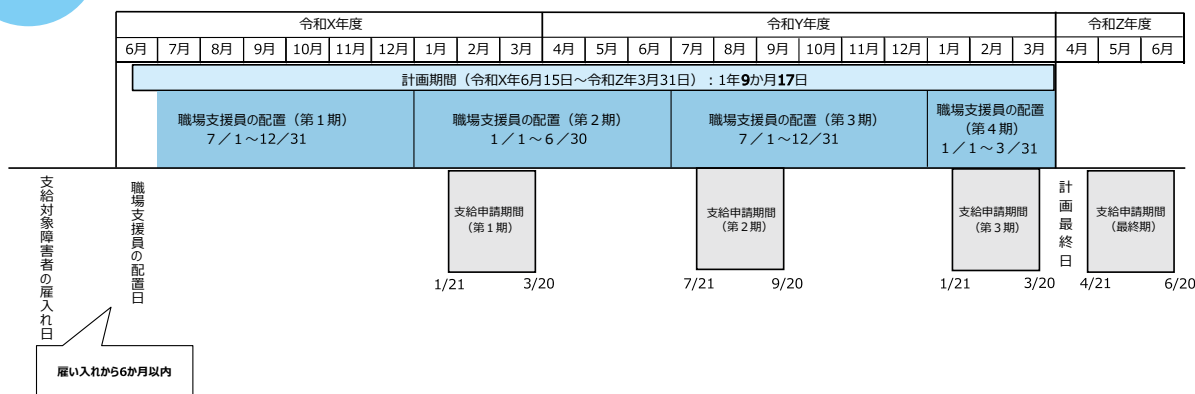 令和X年度 令和Y年度 令和Z年度
6月 7月 8月 9月 10月 11月 12月 1月 2月 3月 4月 5月 6月 7月 8月 9月 10月 11月 12月 1月 2月 3月 4月 5月 6月
計画期間（令和X年6月15日～令和Z年3月31日）：1年9か月17日
職場支援員の配置（第１期）
７／１～12／31
職場支援員の配置（第２期）
１／１～６／30
職場支援員の配置（第３期）
７／１～12／31
職場支援員の配置
（第４期）
１／１～３／31
支給対象障害者の雇入れ日
職場支援員の配置日
支給申請期間
（第１期）
1/21 3/20
支給申請期間
（第２期）
7/21 9/20
支給申請期間
（第３期）
1/21 3/20
計画最終日
支給申請期間
（最終期）
4/21 6/20
雇い入れから6か月以内